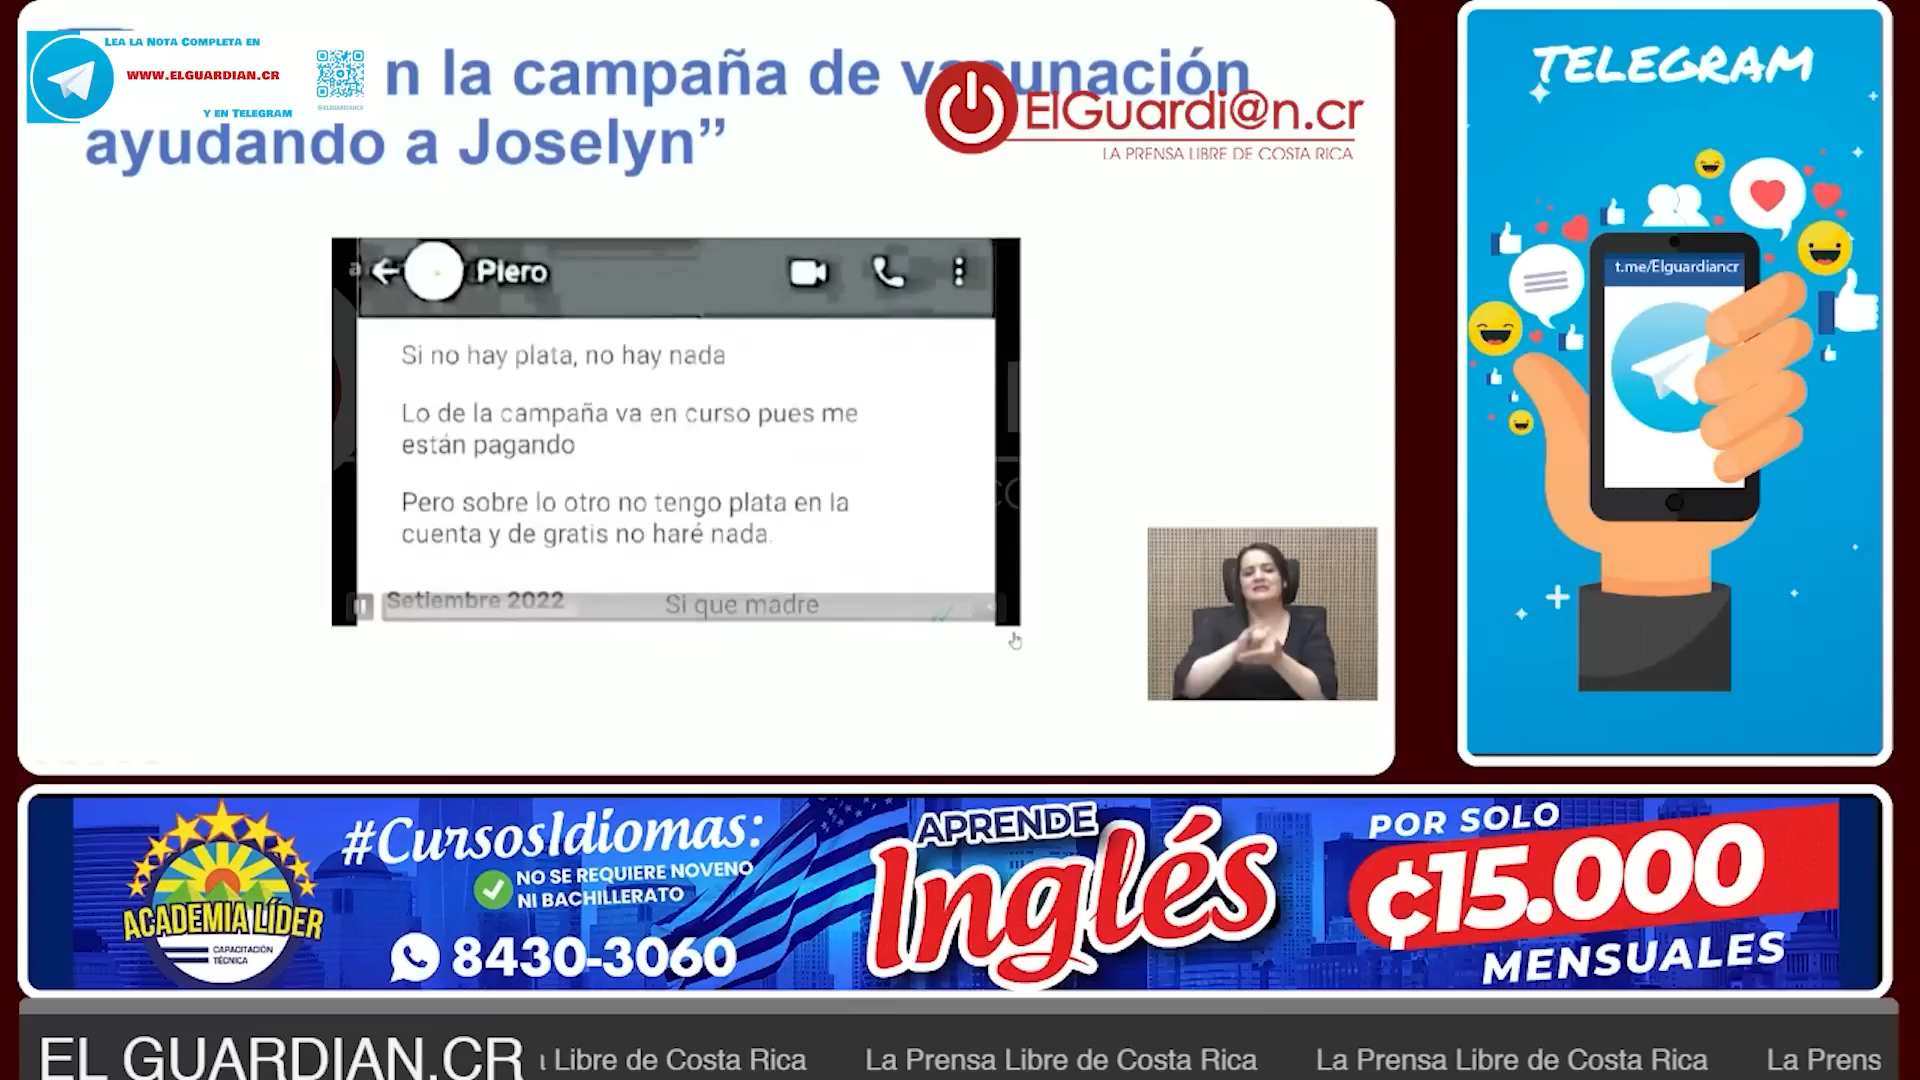 LEA LA NOTA COMPLETA EN
WWW.ELGUARDIAN.CR
@ELGUARDIANCR
Y EN TELEGRAM
n la campaña de vacunación
ayudando a Joselyn”
ElGuardi@n.cr
LA PRENSA LIBRE DE COSTA RICA
Piero
Si no hay plata, no hay nada
Lo de la campaña va en curso pues me
están pagando
Pero sobre lo otro no tengo plata en la
cuenta y de gratis no haré nada.
Setiembre 2022
Si que madre
TELEGRAM
t.me/Elguardiancr
ACADEMIA LÍDER
CAPACITACIÓN
TÉCNICA
#CursosIdiomas:
NO SE REQUIERE NOVENO
NI BACHILLERATO
8430-3060
APRENDE
Inglés
POR SOLO
₡15.000
MENSUALES
EL GUARDIAN.CR
a Libre de Costa Rica La Prensa Libre de Costa Rica La Prensa Libre de Costa Rica La Prens